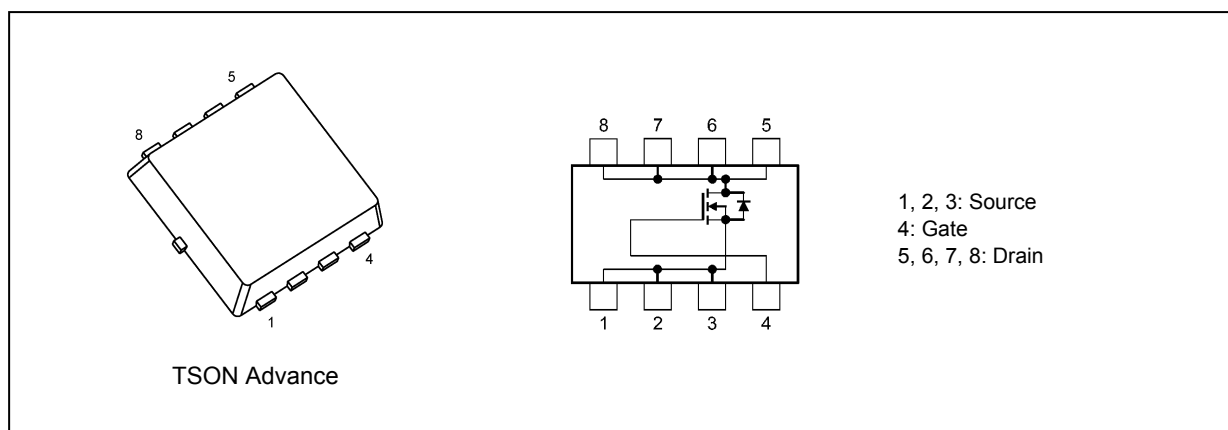 5
8
4
1
TSON Advance
8 7 6 5
1 2 3 4
1, 2, 3: Source
4: Gate
5, 6, 7, 8: Drain